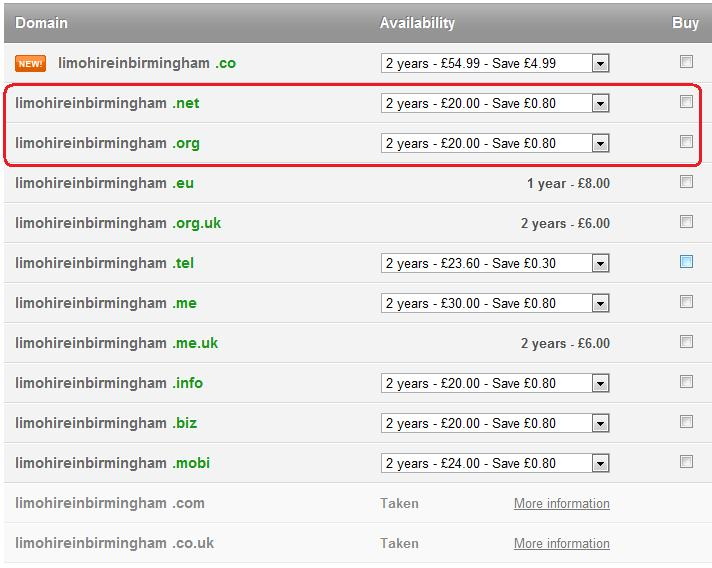 Domain Availability Buy
NEW! limohireinbirmingham .co 2 years - £54.99 - Save £4.99
limohireinbirmingham .net 2 years - £20.00 - Save £0.80
limohireinbirmingham .org 2 years - £20.00 - Save £0.80
limohireinbirmingham .eu 1 year - £8.00
limohireinbirmingham .org.uk 2 years - £6.00
limohireinbirmingham .tel 2 years - £23.60 - Save £0.30
limohireinbirmingham .me 2 years - £30.00 - Save £0.80
limohireinbirmingham .me.uk 2 years - £6.00
limohireinbirmingham .info 2 years - £20.00 - Save £0.80
limohireinbirmingham .biz 2 years - £20.00 - Save £0.80
limohireinbirmingham .mobi 2 years - £24.00 - Save £0.80
limohireinbirmingham .com Taken More information
limohireinbirmingham .co.uk Taken More information